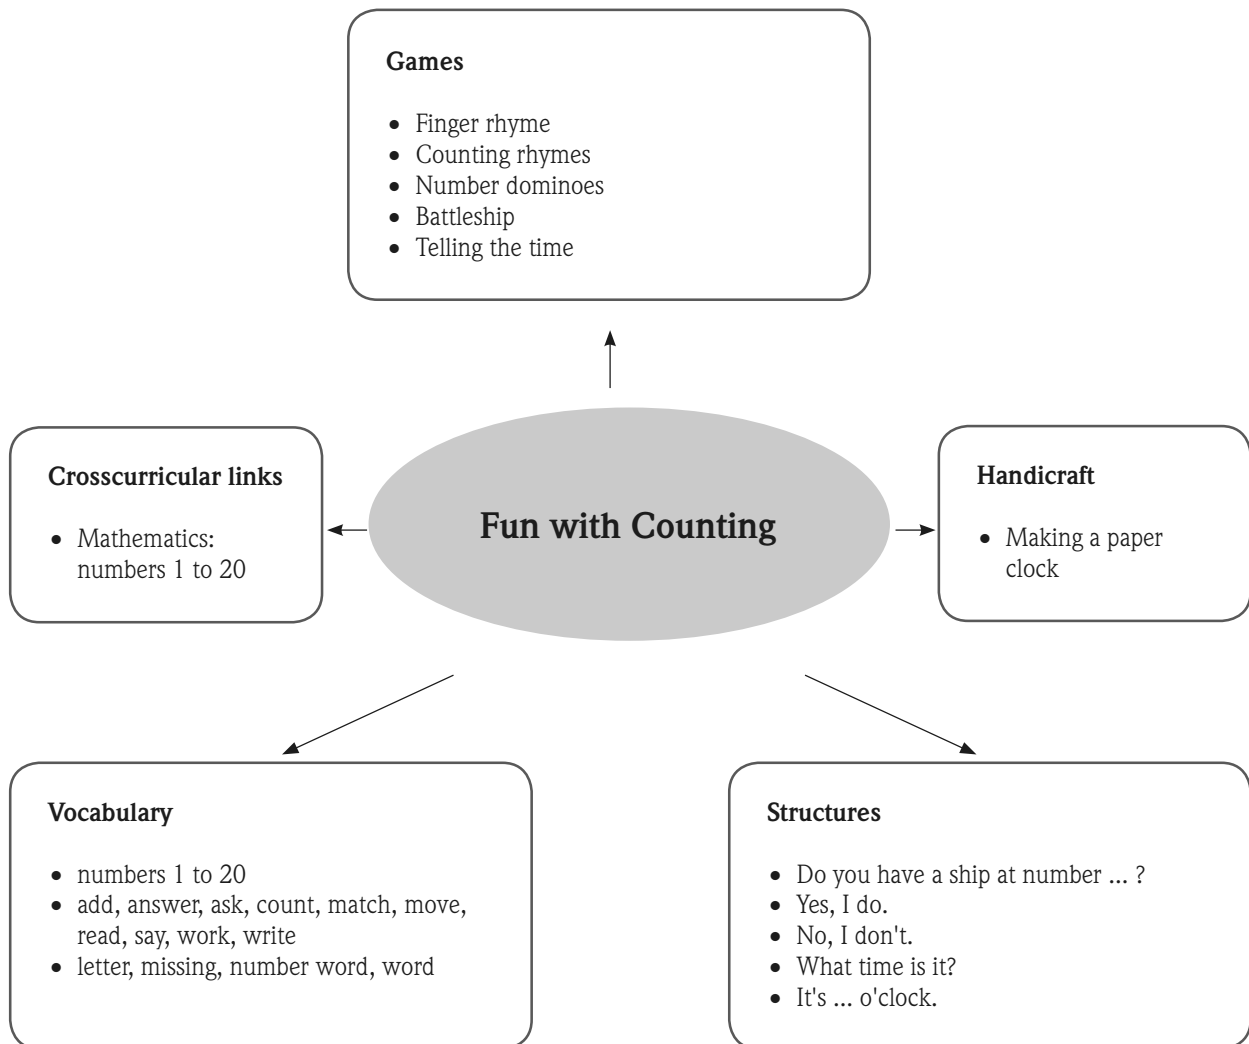 Games
• Finger rhyme
• Counting rhymes
• Number dominoes
• Battleship
• Telling the time
Crosscurricular links
• Mathematics:
numbers 1 to 20
Fun with Counting
Handicraft
• Making a paper
clock
Vocabulary
• numbers 1 to 20
• add, answer, ask, count, match, move,
read, say, work, write
• letter, missing, number word, word
Structures
• Do you have a ship at number ... ?
• Yes, I do.
• No, I don't.
• What time is it?
• It's ... o'clock.